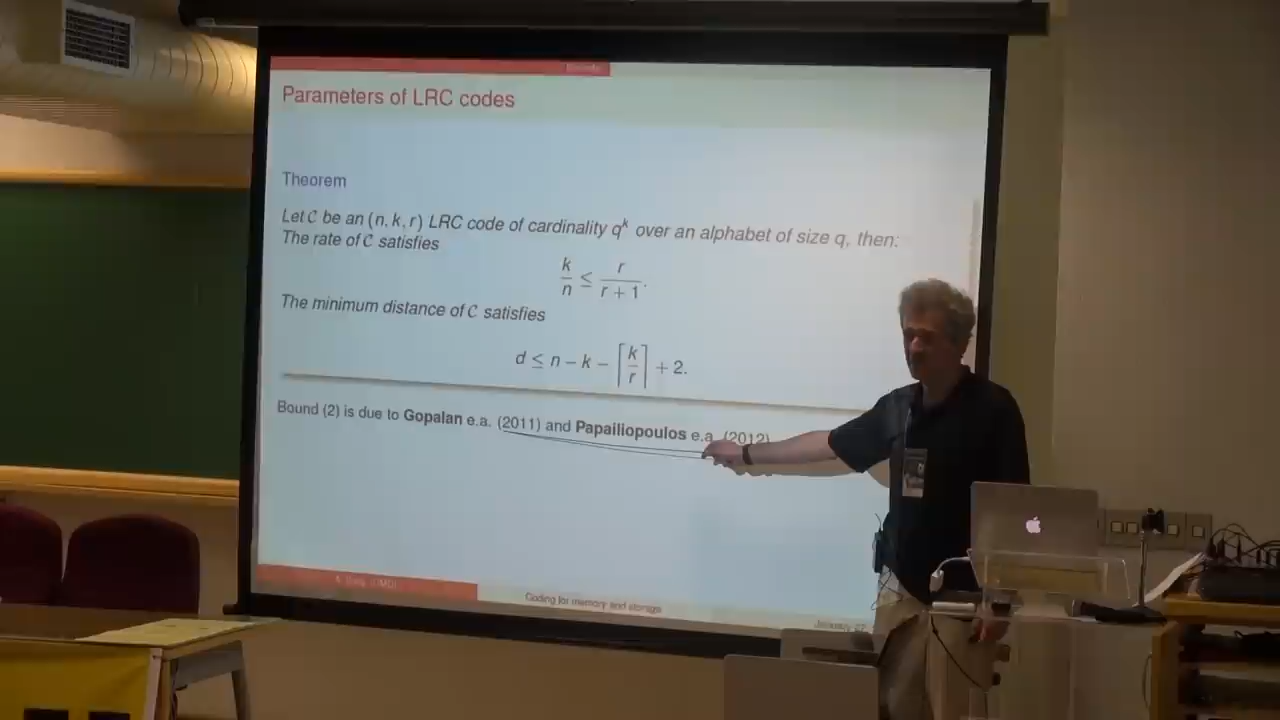 Parameters of LRC codes
Theorem
Let C be an (n, k, r) LRC code of cardinality q^k over an alphabet of size q, then:
The rate of C satisfies
k/n ≤ r/(r + 1).
The minimum distance of C satisfies
d ≤ n − k − ⌈k/r⌉ + 2.
Bound (2) is due to Gopalan e.a. (2011) and Papailiopoulos e.a. (2012)
Coding for memory and storage
January 27